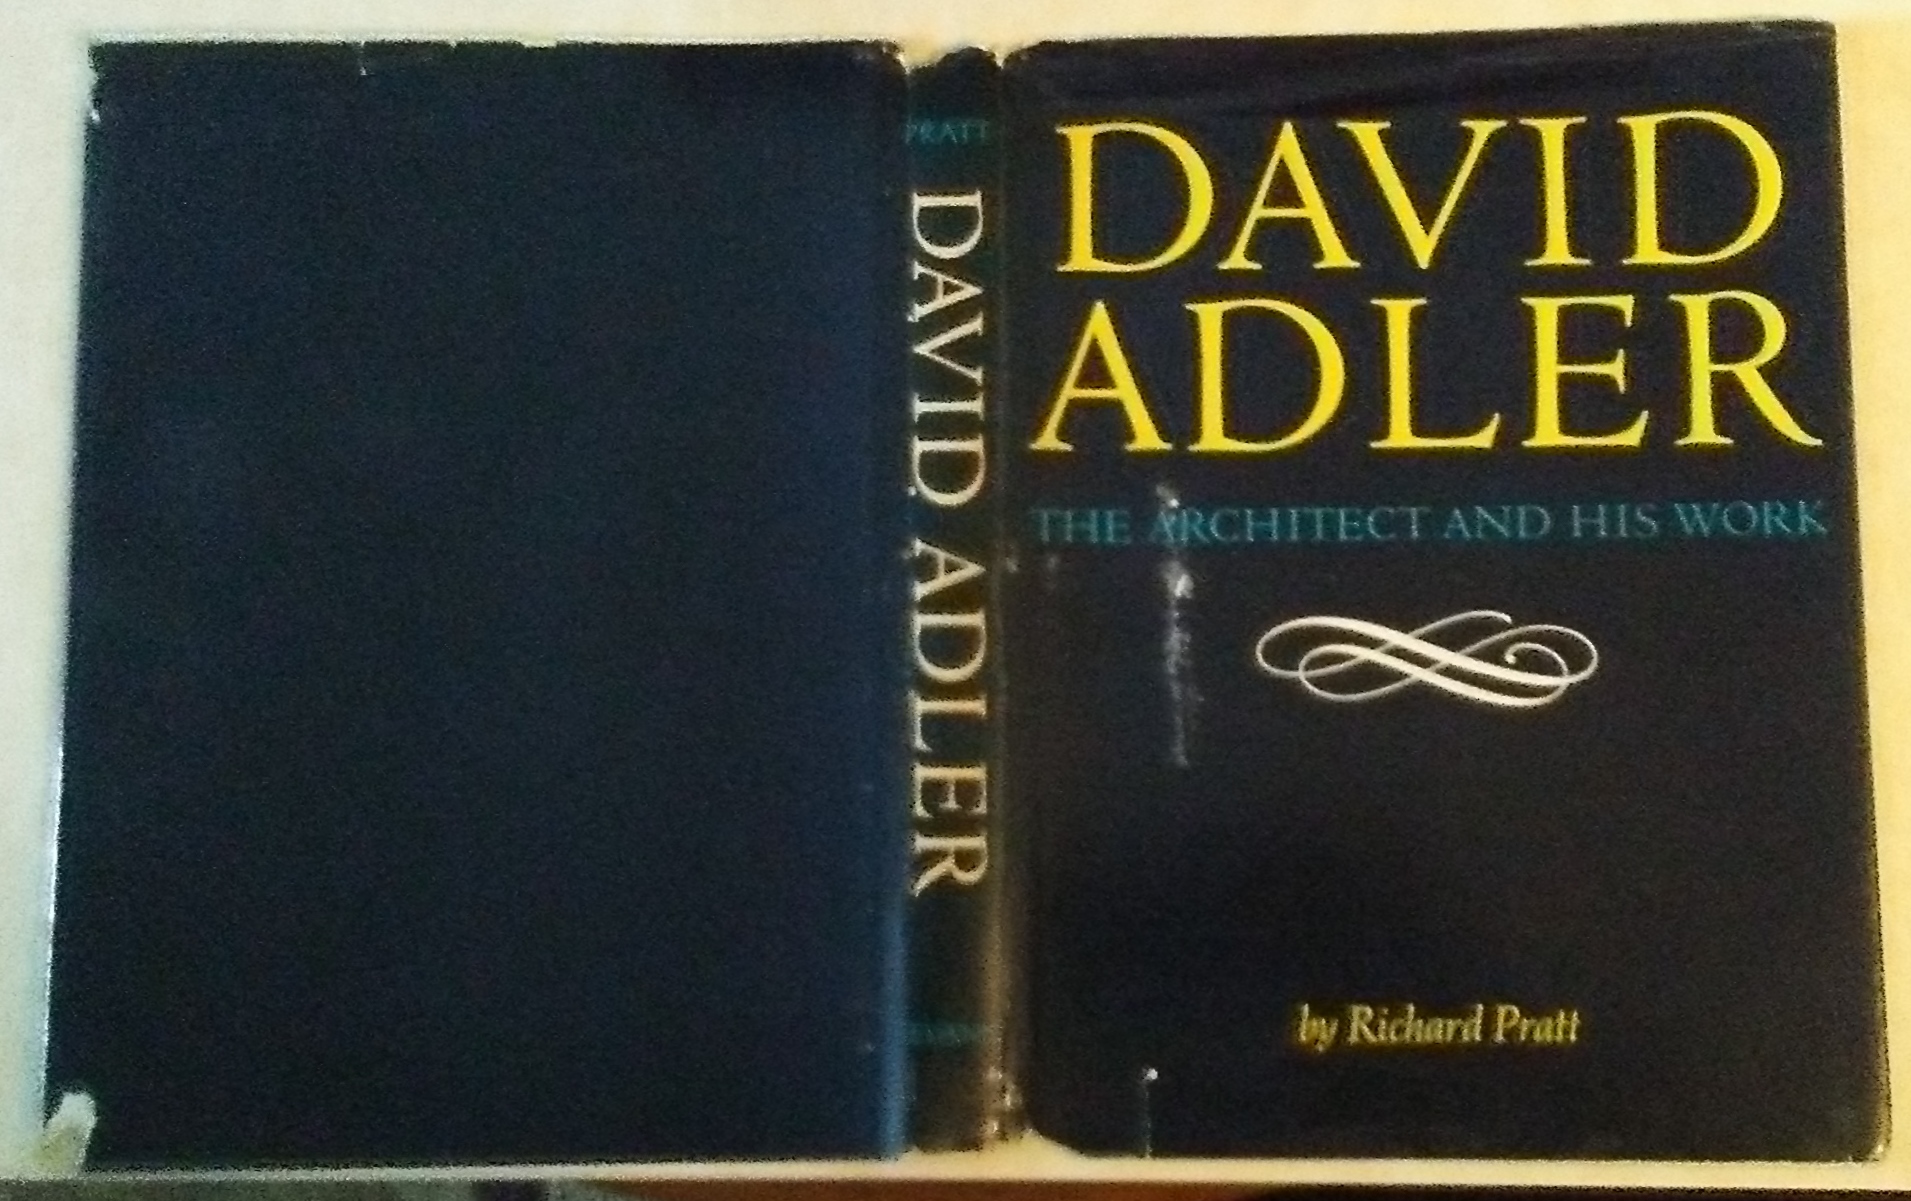 PRATT
DAVID ADLER
DAVID
ADLER
THE ARCHITECT AND HIS WORK
by Richard Pratt